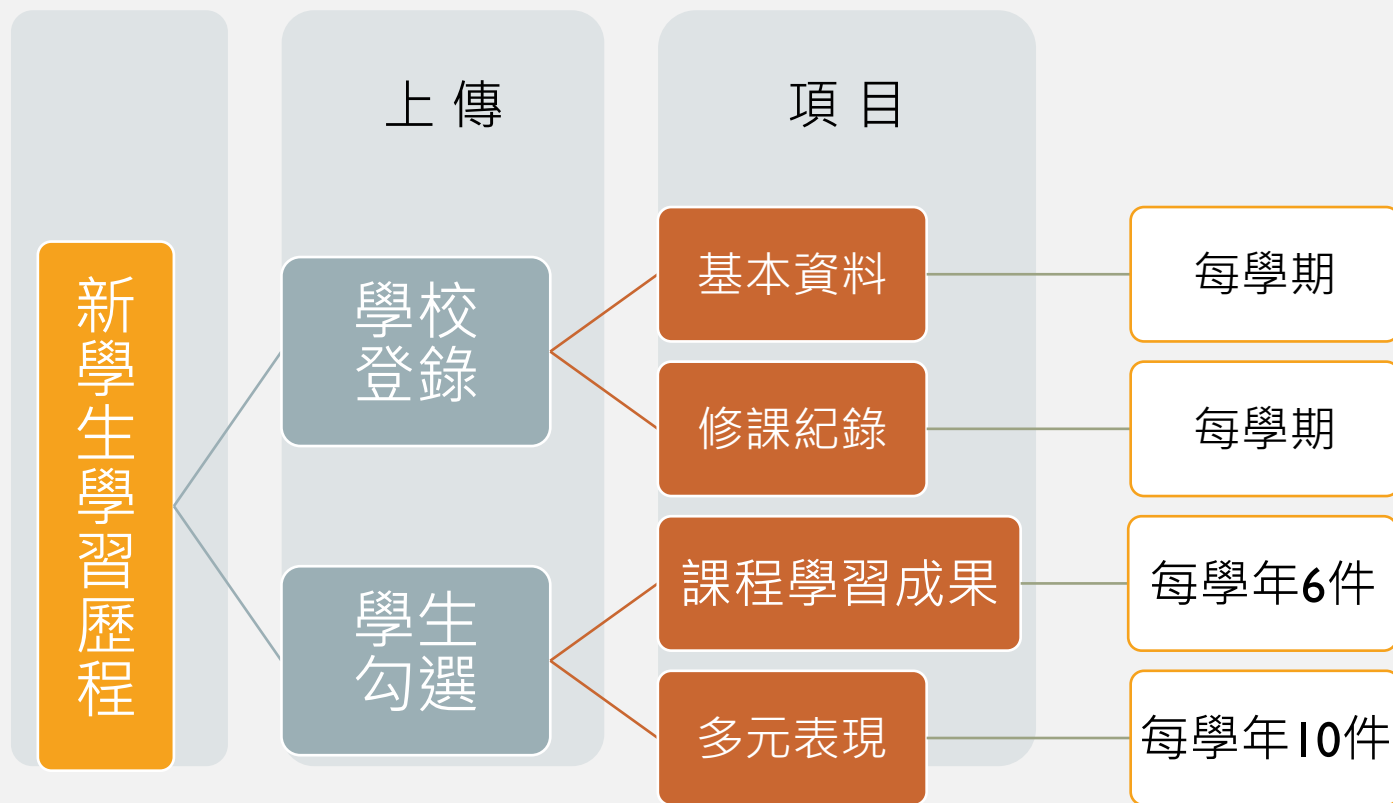 上傳
項目
新學生學習歷程
學校
登錄
基本資料
每學期
修課紀錄
每學期
學生
勾選
課程學習成果
每學年6件
多元表現
每學年10件